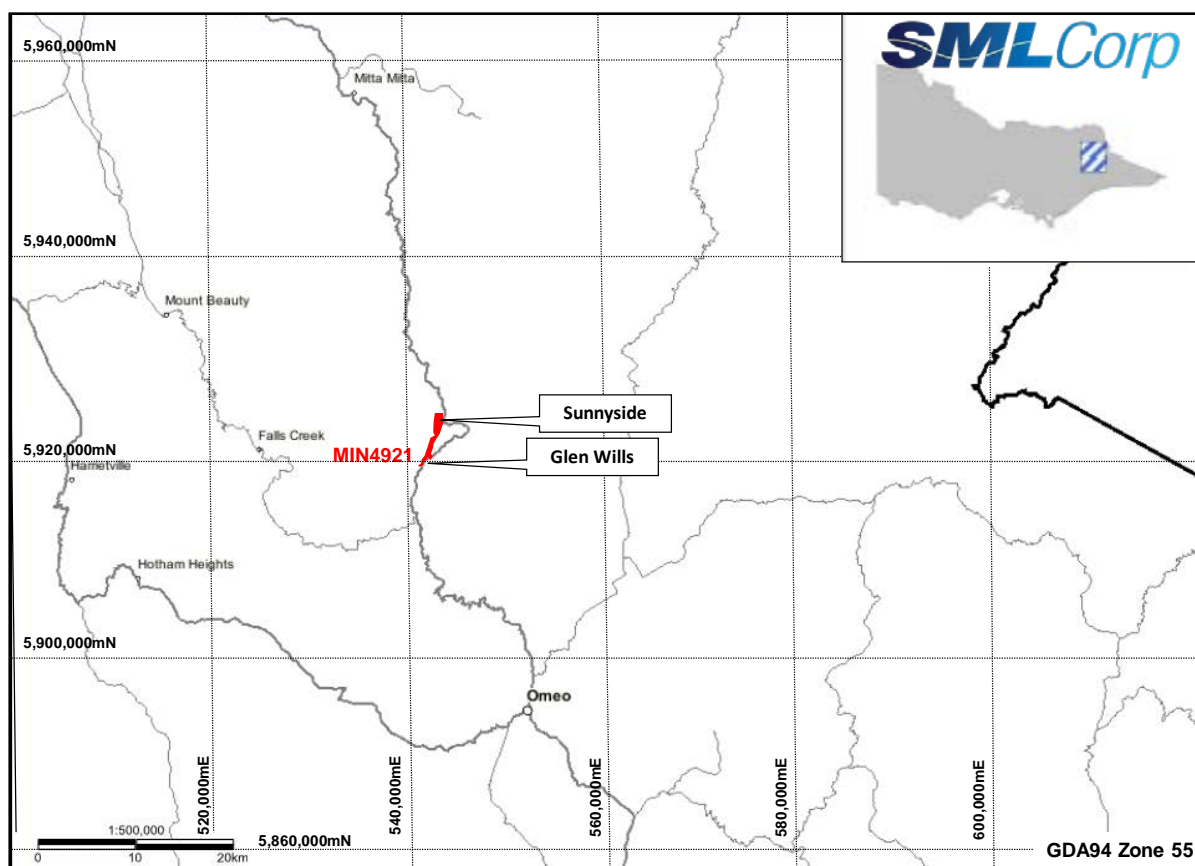 SMLCorp
5,960,000mN
Mitta Mitta
5,940,000mN
Mount Beauty
Sunnyside
Falls Creek
MIN4921
Glen Wills
5,920,000mN
Harrietville
Hotham Heights
5,900,000mN
Omeo
520,000mE
540,000mE
560,000mE
580,000mE
600,000mE
1:500,000
0 10 20km
5,860,000mN
GDA94 Zone 55